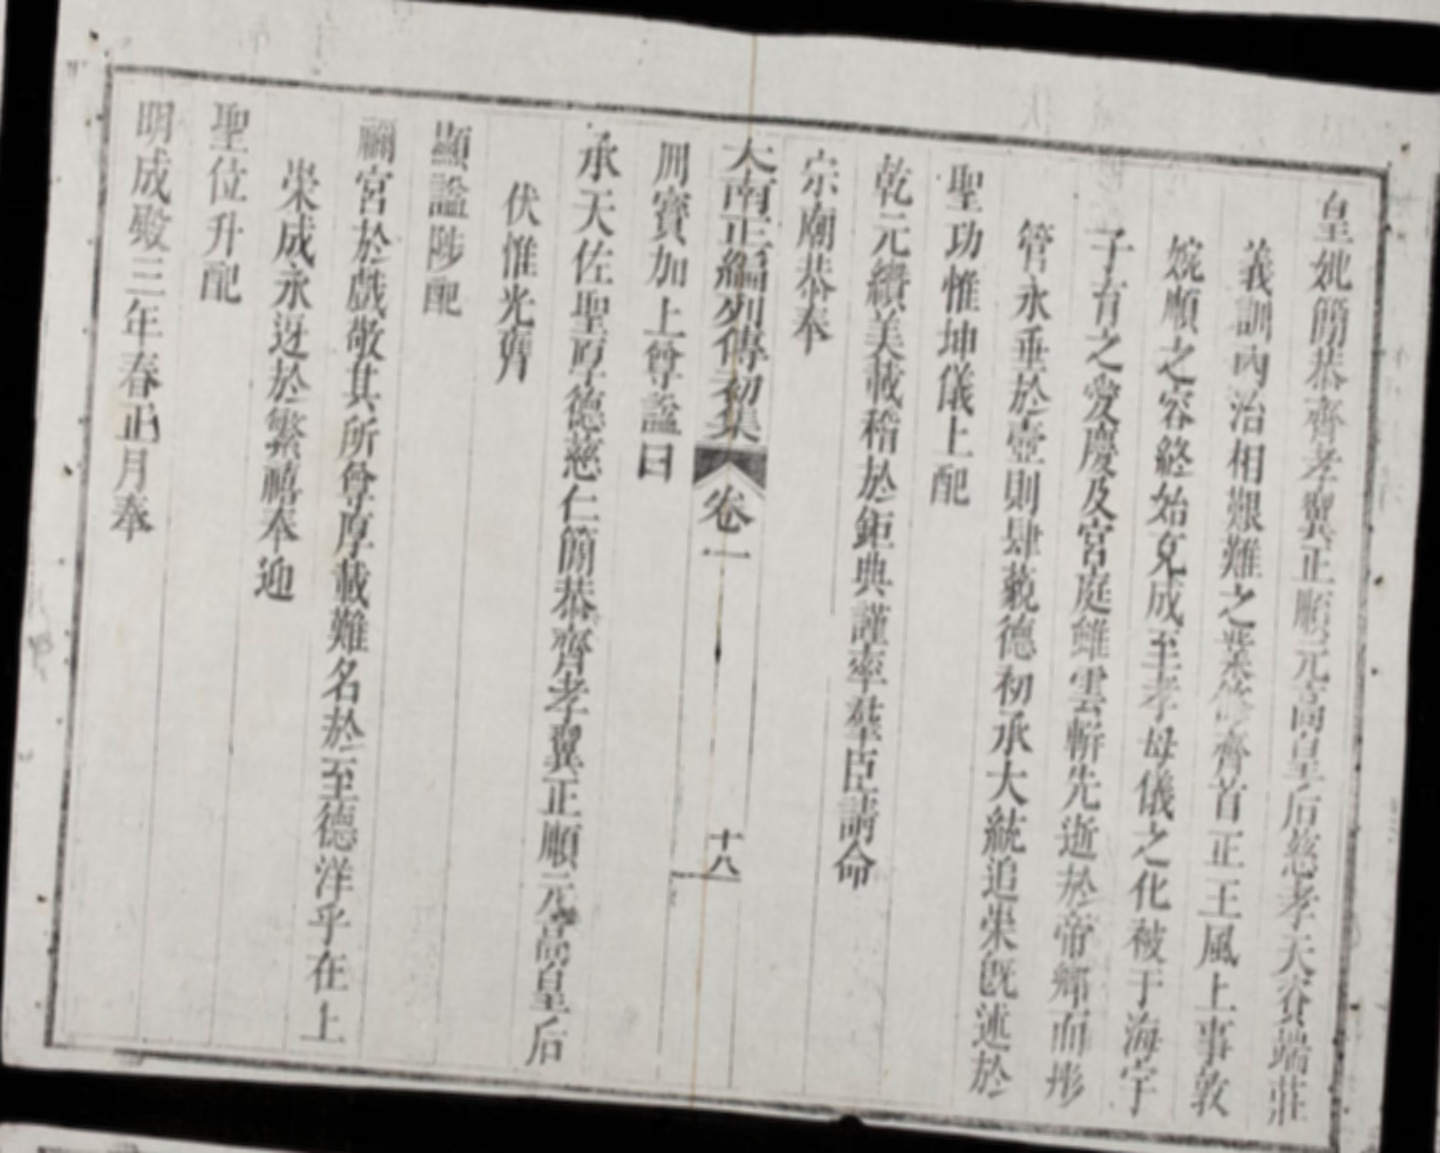 皇妣簡恭齊孝翼正順元高皇后慈孝天賚端莊
義訓內治相艱難之業修齊首正王風上事敦
婉順之容終始克成至孝母儀之化被于海宇
子育之愛慶及宮庭雖雲軿先逝於帝鄉而彤
管永垂於壼則肆藐德初承大統追榮旣述於
聖功惟坤儀上配
乾元纘美載稽於鉅典謹率羣臣請命
宗廟恭奉
大南正編列傳初集 卷一 十八
冊寶加上尊謚曰
承天佐聖厚德慈仁簡恭齊孝翼正順元高皇后
伏惟光膺
顯謚陟配
禰宮於戲敬其所尊厚載難名於至德洋乎在上
榮成永迓於繁禧奉迎
聖位升配
明成殿三年春正月奉